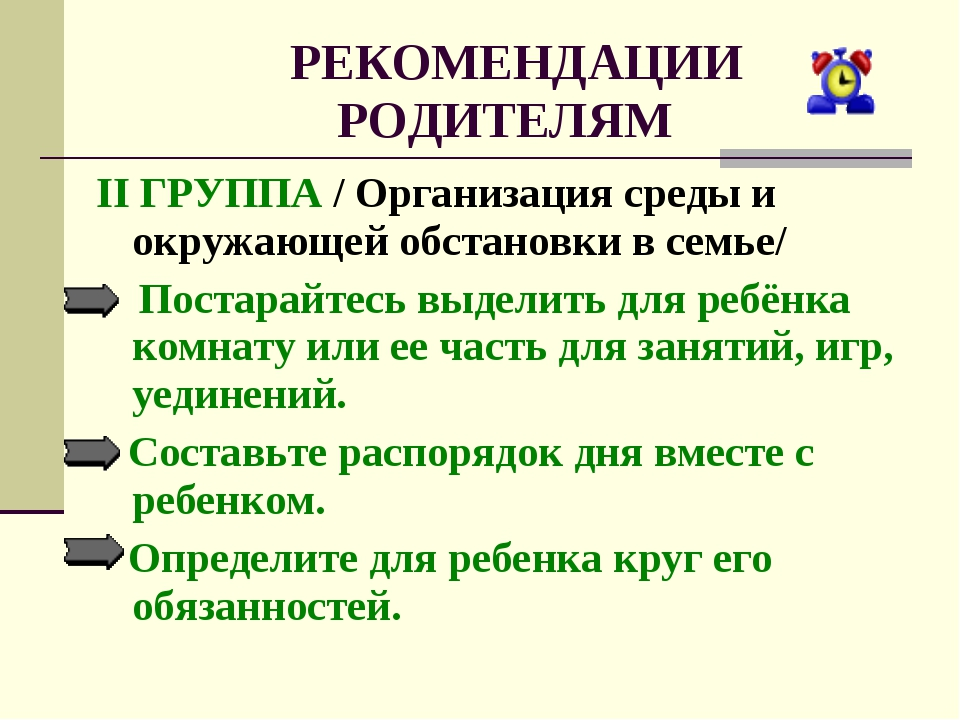 РЕКОМЕНДАЦИИ
РОДИТЕЛЯМ
II ГРУППА / Организация среды и
окружающей обстановки в семье/
Постарайтесь выделить для ребёнка
комнату или ее часть для занятий, игр,
уединений.
Составьте распорядок дня вместе с
ребенком.
Определите для ребенка круг его
обязанностей.